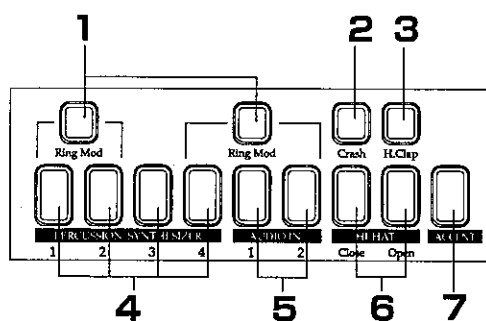 1 2 3
Ring Mod Ring Mod Crash H.Clap
PERCUSSION SYNTHESIZER AUDIO IN HI HAT ACCENT
1 2 3 4 1 2 Close Open
4 5 6 7